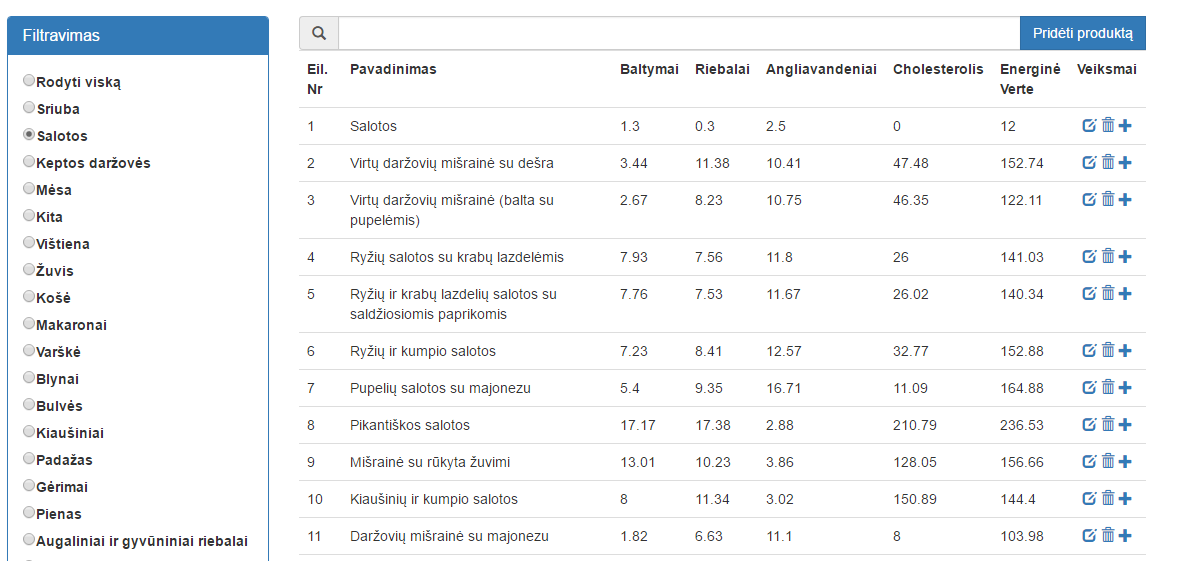 Filtravimas
Rodyti viską
Sriuba
Salotos
Keptos daržovės
Mėsa
Kita
Vištiena
Žuvis
Košė
Makaronai
Varškė
Blynai
Bulvės
Kiaušiniai
Padažas
Gėrimai
Pienas
Augaliniai ir gyvūniniai riebalai
Pridėti produktą
Eil. Pavadinimas Baltymai Riebalai Angliavandeniai Cholesterolis Energinė Veiksmai
Nr Verte
1 Salotos 1.3 0.3 2.5 0 12
2 Virtų daržovių mišrainė su dešra 3.44 11.38 10.41 47.48 152.74
3 Virtų daržovių mišrainė (balta su 2.67 8.23 10.75 46.35 122.11
pupelėmis)
4 Ryžių salotos su krabų lazdelėmis 7.93 7.56 11.8 26 141.03
5 Ryžių ir krabų lazdelių salotos su 7.76 7.53 11.67 26.02 140.34
saldžiosiomis paprikomis
6 Ryžių ir kumpio salotos 7.23 8.41 12.57 32.77 152.88
7 Pupelių salotos su majonezu 5.4 9.35 16.71 11.09 164.88
8 Pikantiškos salotos 17.17 17.38 2.88 210.79 236.53
9 Mišrainė su rūkyta žuvimi 13.01 10.23 3.86 128.05 156.66
10 Kiaušinių ir kumpio salotos 8 11.34 3.02 150.89 144.4
11 Daržovių mišrainė su majonezu 1.82 6.63 11.1 8 103.98